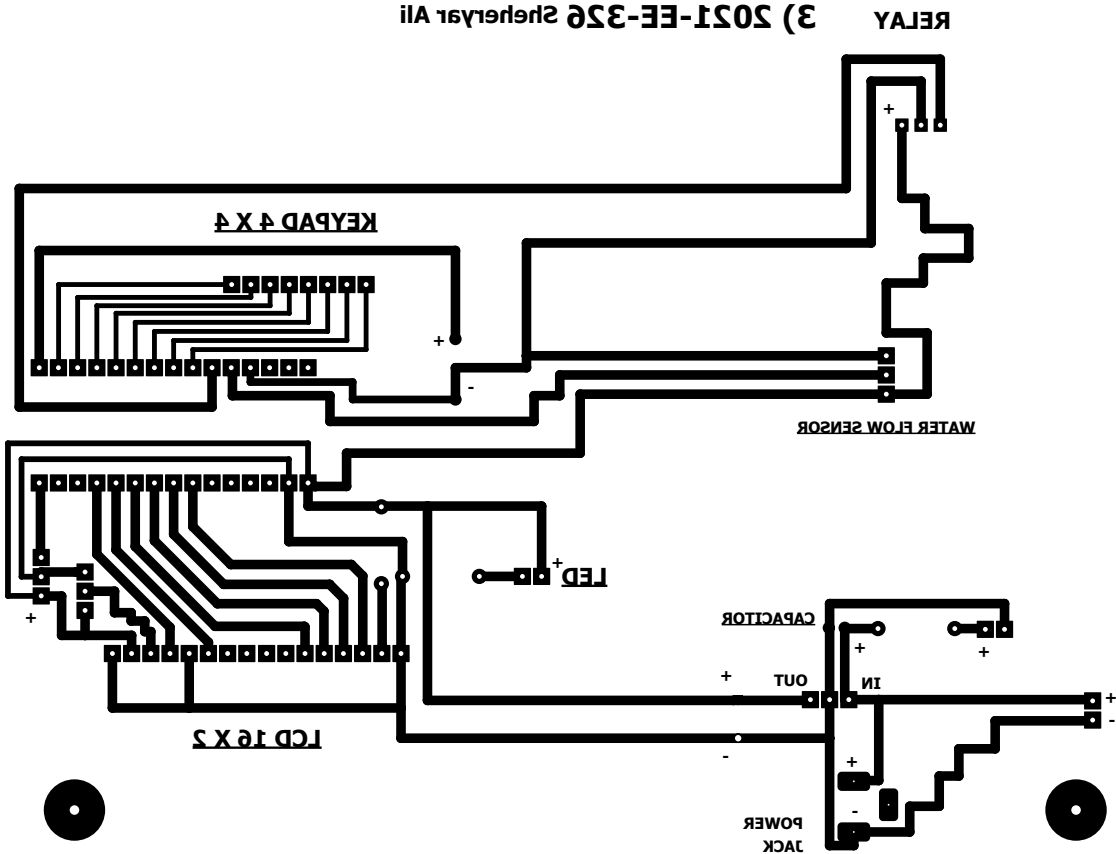 3) 2021-EE-326 Sheheryar Ali
RELAY
+
KEYPAD 4 X 4
+
-
WATER FLOW SENSOR
+
LED
+
CAPACITOR
+
+
+
OUT
IN
+
-
LCD 16 X 2
-
+
-
POWER
JACK